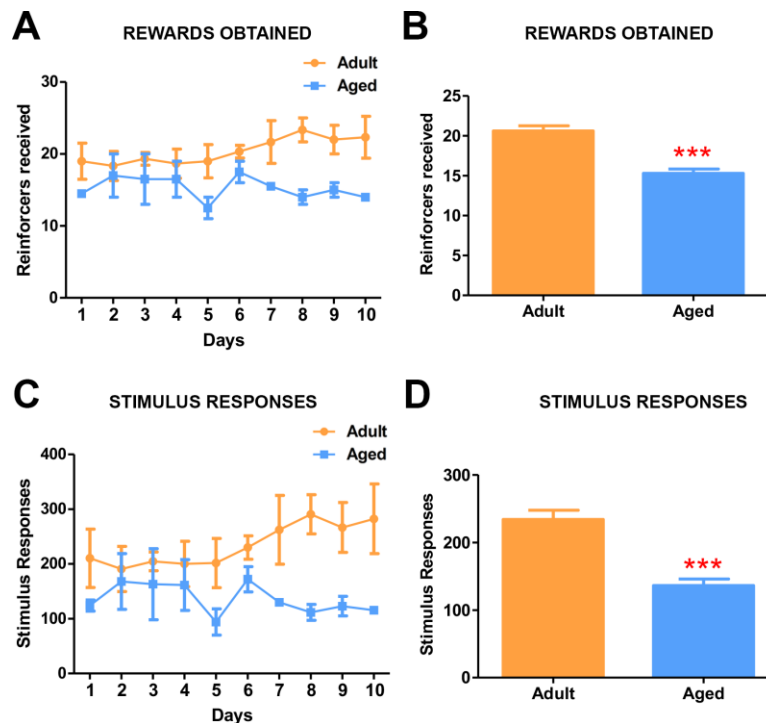 A
REWARDS OBTAINED
Adult
Aged
30
20
10
0
Reinforcers received
1 2 3 4 5 6 7 8 9 10
Days
B
REWARDS OBTAINED
25
20
15
10
5
0
Reinforcers received
***
Adult Aged
C
STIMULUS RESPONSES
Adult
Aged
400
300
200
100
0
Stimulus Responses
1 2 3 4 5 6 7 8 9 10
Days
D
STIMULUS RESPONSES
300
200
100
0
Stimulus Responses
***
Adult Aged